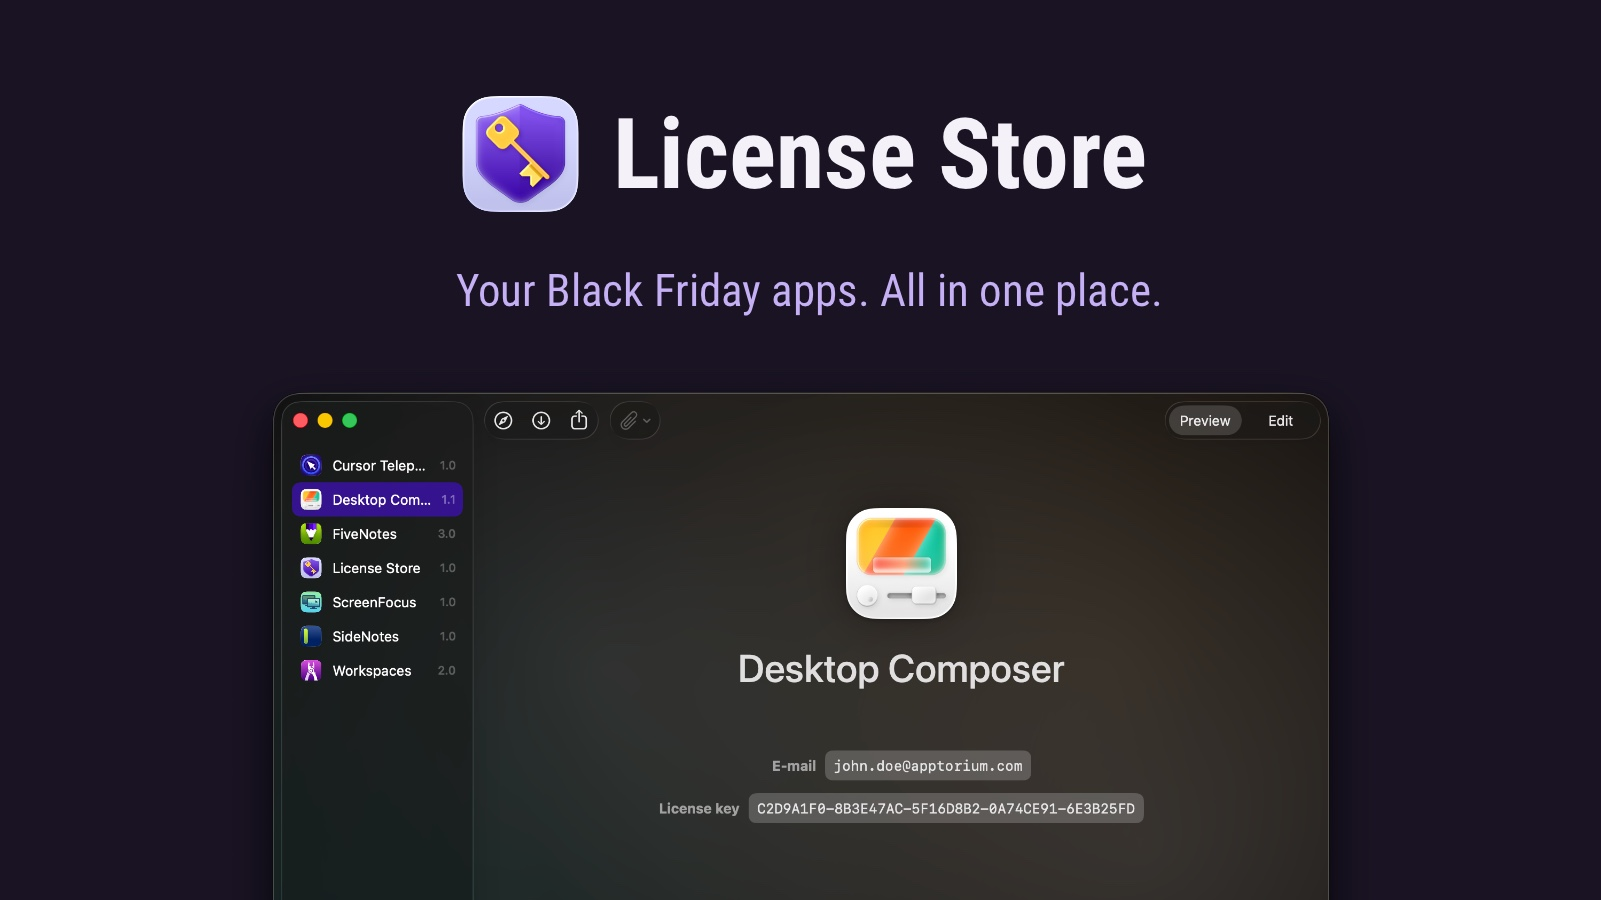 License Store
Your Black Friday apps. All in one place.
Preview
Edit
Cursor Telep... 1.0
Desktop Com... 1.1
FiveNotes 3.0
License Store 1.0
ScreenFocus 1.0
SideNotes 1.0
Workspaces 2.0
Desktop Composer
E-mail john.doe@apptorium.com
License key C2D9A1F0-8B3E47AC-5F16D8B2-0A74CE91-6E3B25FD